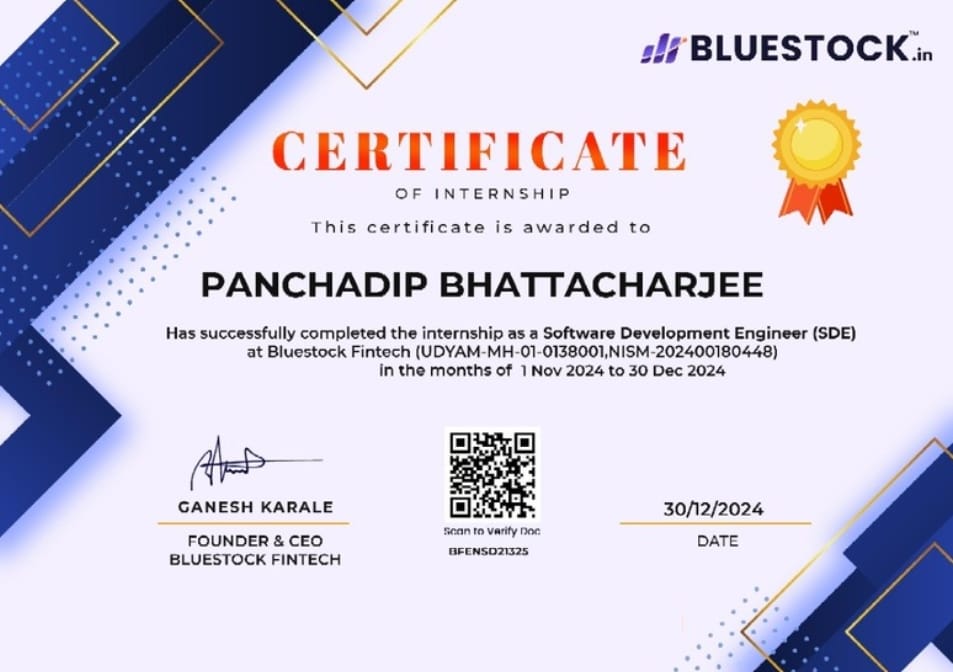 BLUESTOCK.in
TM
CERTIFICATE
OF INTERNSHIP
This certificate is awarded to
PANCHADIP BHATTACHARJEE
Has successfully completed the internship as a Software Development Engineer (SDE)
at Bluestock Fintech (UDYAM-MH-01-0138001,NISM-202400180448)
in the months of 1 Nov 2024 to 30 Dec 2024
GANESH KARALE
FOUNDER & CEO
BLUESTOCK FINTECH
Scan to Verify Doc
BFENSD21325
30/12/2024
DATE